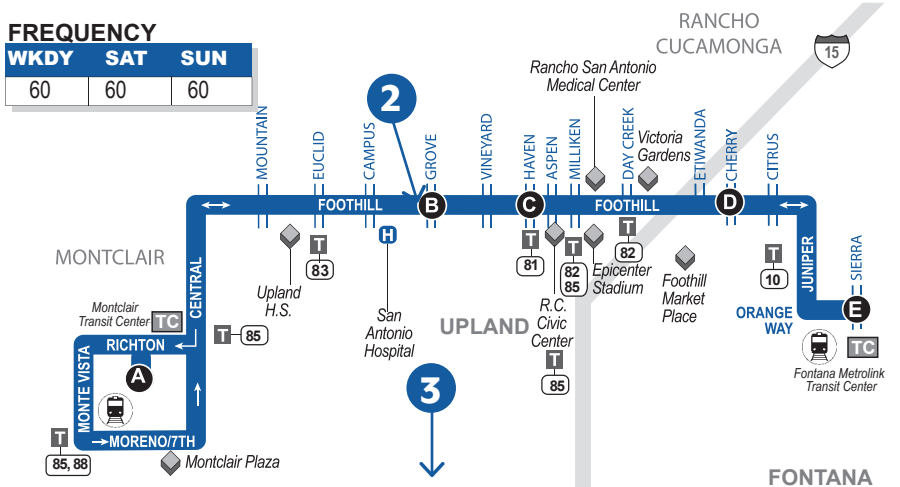 FREQUENCY
WKDY SAT SUN
60 60 60
RANCHO
CUCAMONGA
15
Rancho San Antonio
Medical Center
2
MOUNTAIN
EUCLID
CAMPUS
GROVE
VINEYARD
HAVEN
ASPEN
MILLIKEN
DAY CREEK
Victoria
Gardens
ETIWANDA
CHERRY
CITRUS
FOOTHILL
B
C
FOOTHILL
D
MONTCLAIR
CENTRAL
Upland
H.S.
T
83
H
San
Antonio
Hospital
T
81
R.C.
Civic
Center
T
85
T
82
85
Epicenter
Stadium
T
82
Foothill
Market
Place
T
10
JUNIPER
SIERRA
ORANGE
WAY
E
TC
Fontana Metrolink
Transit Center
UPLAND
Montclair
Transit Center
TC
T
85
RICHTON
A
MONTE VISTA
MORENO/7TH
T
85, 88
Montclair Plaza
3
FONTANA